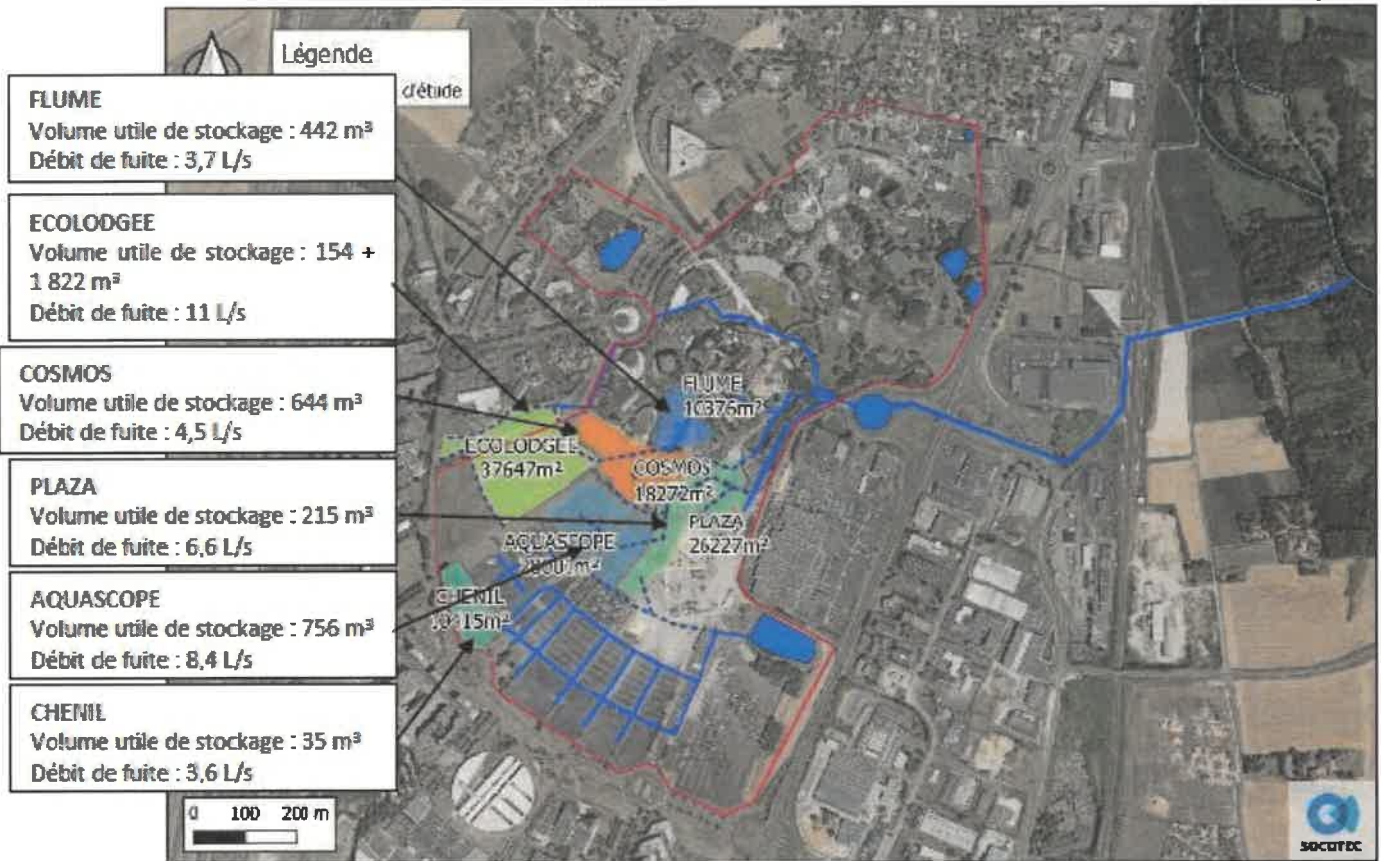 Légende
d'étude
FLUME
Volume utile de stockage : 442 m³
Débit de fuite : 3,7 L/s
ECOLODGEE
Volume utile de stockage : 154 +
1 822 m³
Débit de fuite : 11 L/s
COSMOS
Volume utile de stockage : 644 m³
Débit de fuite : 4,5 L/s
PLAZA
Volume utile de stockage : 215 m³
Débit de fuite : 6,6 L/s
AQUASCOPE
Volume utile de stockage : 756 m³
Débit de fuite : 8,4 L/s
CHENIL
Volume utile de stockage : 35 m³
Débit de fuite : 3,6 L/s
FLUME
10376m²
ECOLODGEE
37647m²
COSMOS
18272m²
PLAZA
26227m²
AQUASCOPE
CHENIL
0 100 200 m
SOCOTEC